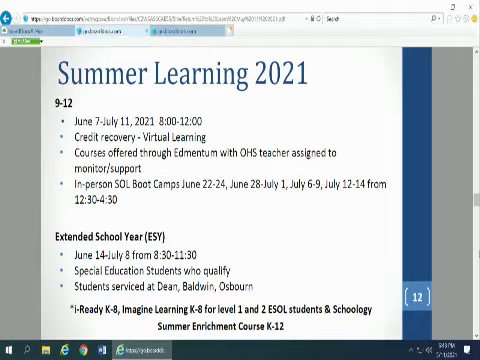 Search
Summer Learning 2021
9-12
• June 7-July 11, 2021 8:00-12:00
• Credit recovery - Virtual Learning
• Courses offered through Edmentum with OHS teacher assigned to
monitor/support
• In-person SOL Boot Camps June 22-24, June 28-July 1, July 6-9, July 12-14 from
12:30-4:30
Extended School Year (ESY)
• June 14-July 8 from 8:30-11:30
• Special Education Students who qualify
• Students serviced at Dean, Baldwin, Osbourn
12
*i-Ready K-8, Imagine Learning K-8 for level 1 and 2 ESOL students & Schoology
Summer Enrichment Course K-12